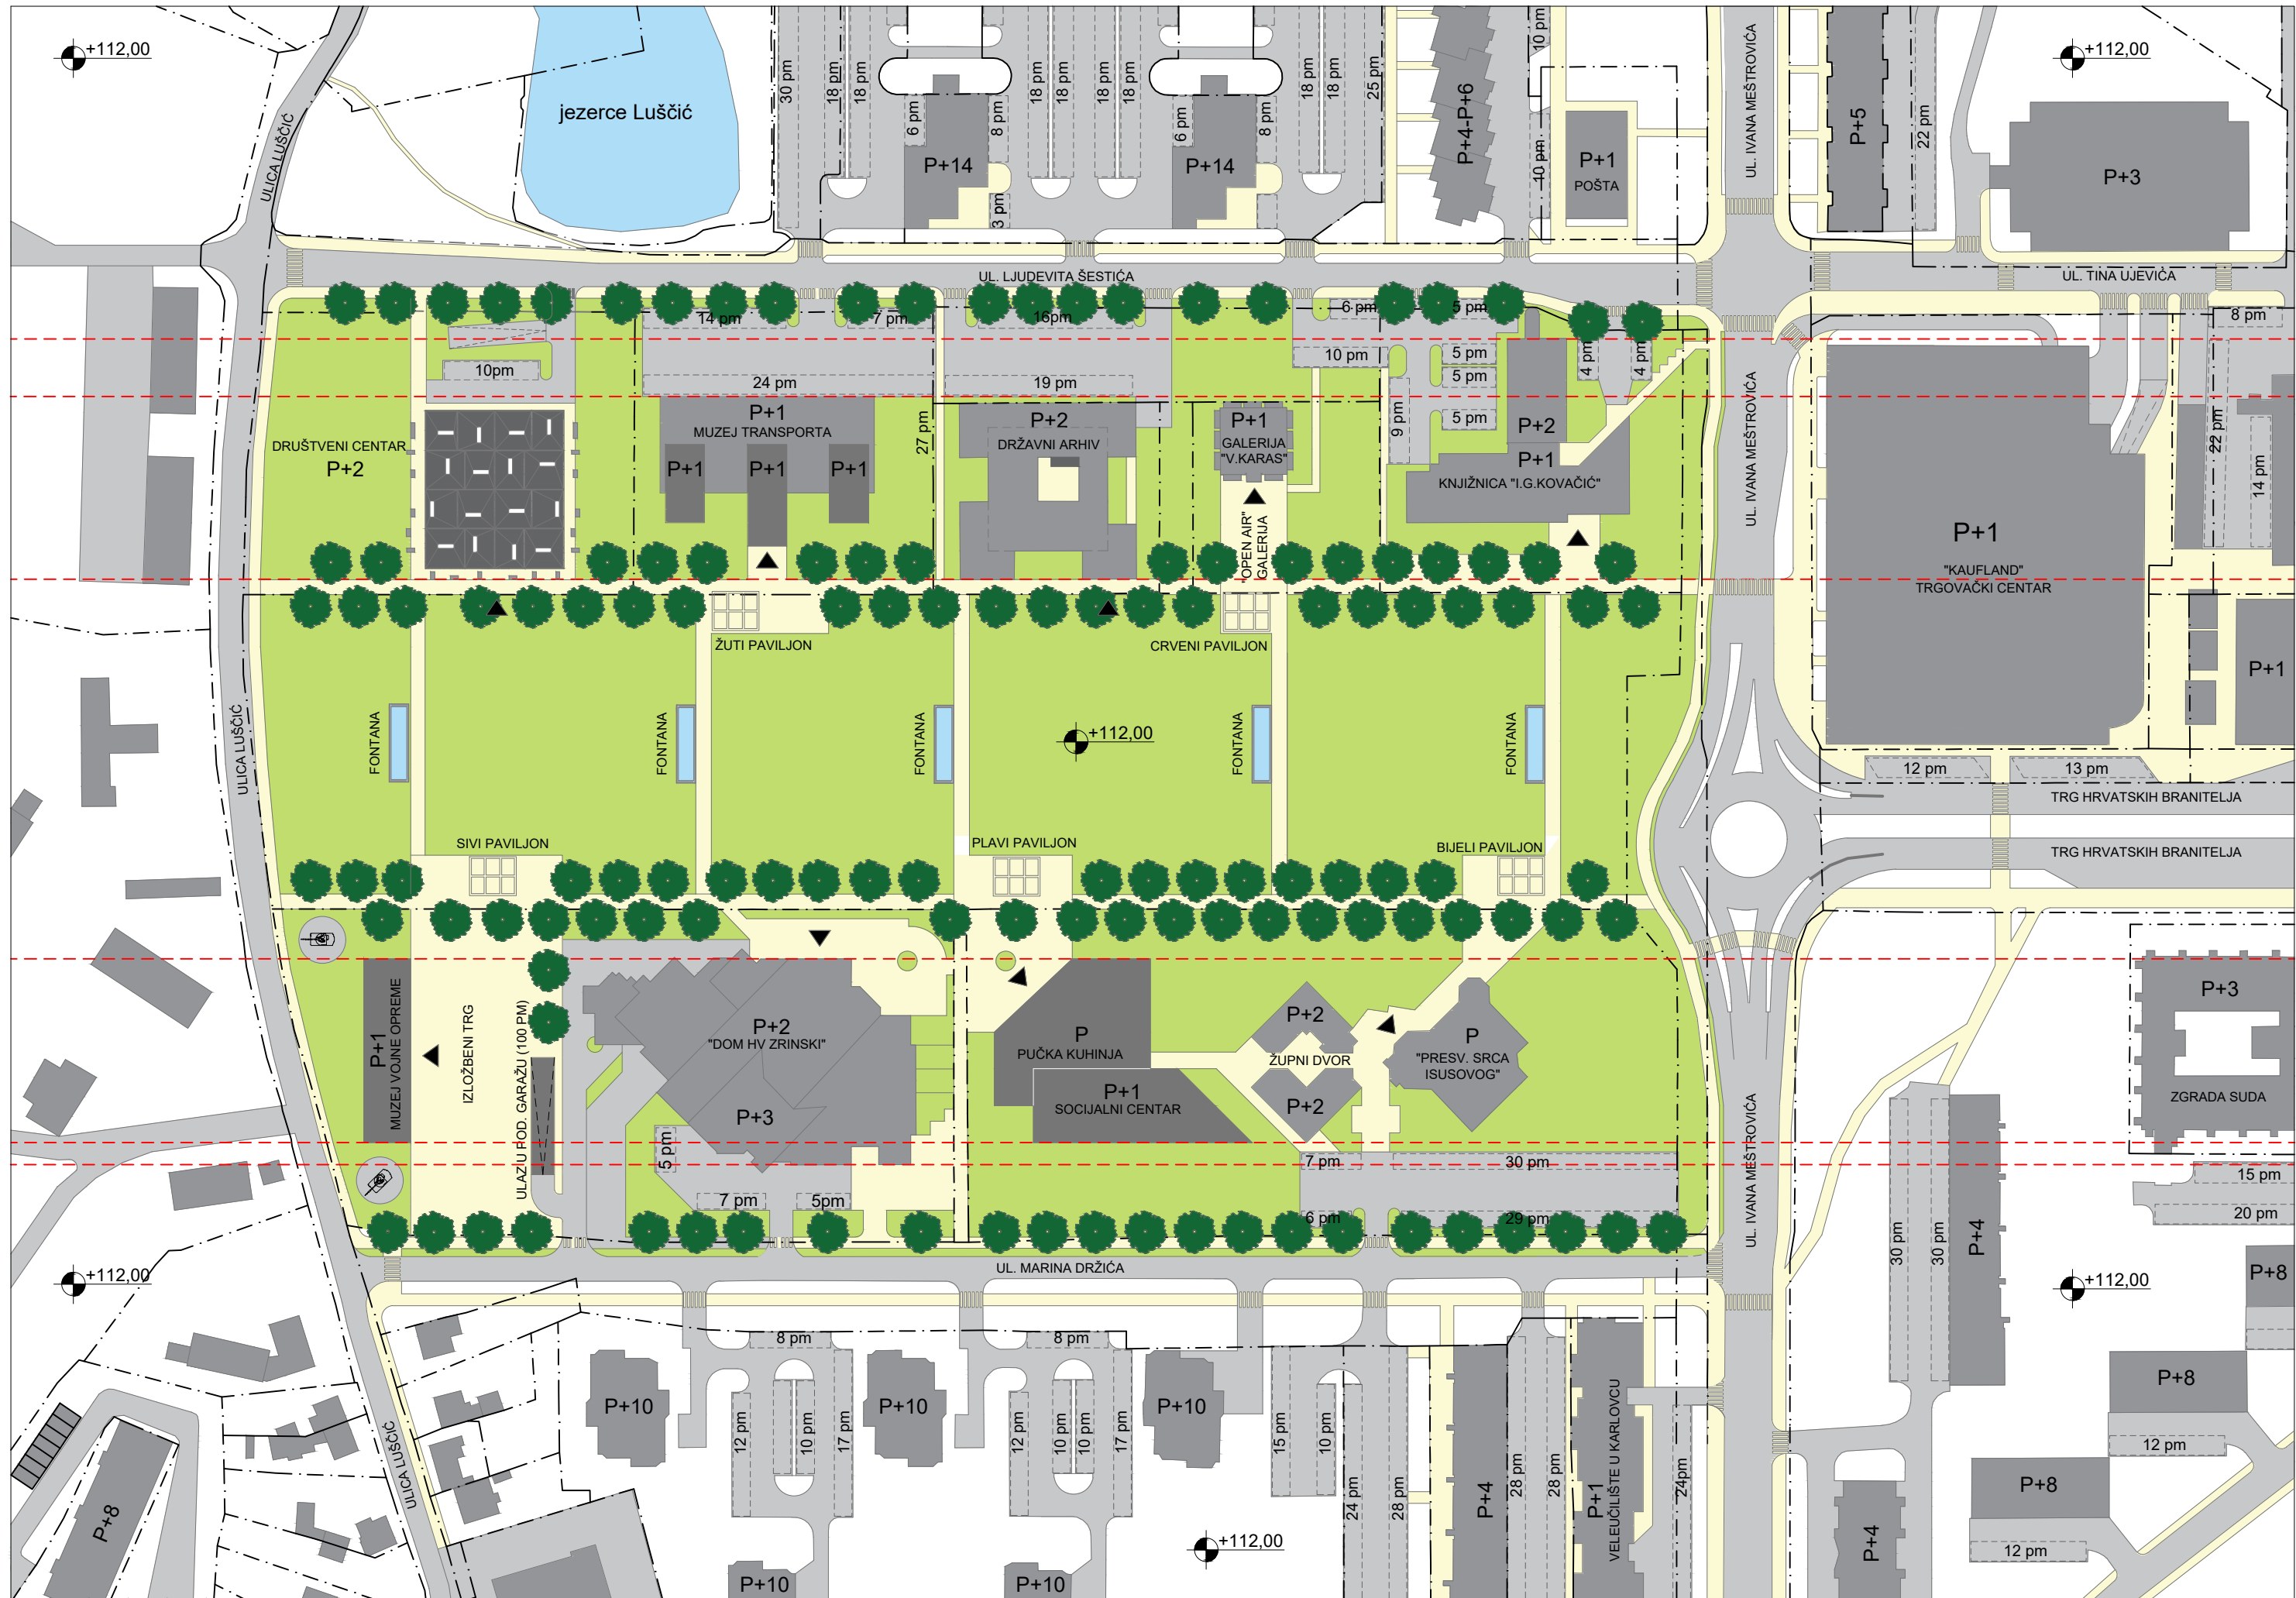 +112,00
jezerce Luščić
30 pm
18 pm
18 pm
6 pm
P+14
8 pm
3 pm
18 pm
18 pm
18 pm
18 pm
6 pm
P+14
8 pm
18 pm
18 pm
25 pm
P+4-P+6
10 pm
10 pm
P+1
POŠTA
UL. IVANA MEŠTROVIĆA
P+5
22 pm
+112,00
P+3
ULICA LUŠČIĆ
UL. LJUDEVITA ŠESTIĆA
UL. TINA UJEVIĆA
14 pm
7 pm
16pm
6 pm
5 pm
8 pm
10pm
24 pm
19 pm
10 pm
5 pm
5 pm
5 pm
9 pm
4 pm
4 pm
DRUŠTVENI CENTAR
P+2
P+1
MUZEJ TRANSPORTA
P+1
P+1
P+1
27 pm
P+2
DRŽAVNI ARHIV
P+1
GALERIJA
"V.KARAS"
"OPEN AIR"
GALERIJA
P+2
P+1
KNJIŽNICA "I.G.KOVAČIĆ"
UL. IVANA MEŠTROVIĆA
P+1
"KAUFLAND"
TRGOVAČKI CENTAR
22 pm
14 pm
P+1
ŽUTI PAVILJON
CRVENI PAVILJON
ULICA LUŠČIĆ
FONTANA
FONTANA
FONTANA
+112,00
FONTANA
FONTANA
12 pm
13 pm
TRG HRVATSKIH BRANITELJA
TRG HRVATSKIH BRANITELJA
SIVI PAVILJON
PLAVI PAVILJON
BIJELI PAVILJON
P+1
MUZEJ VOJNE OPREME
IZLOŽBENI TRG
ULAZ U POD. GARAŽU (100 PM)
P+2
"DOM HV ZRINSKI"
P+3
5 pm
7 pm
5pm
P
PUČKA KUHINJA
P+1
SOCIJALNI CENTAR
P+2
ŽUPNI DVOR
P+2
P
"PRESV. SRCA
ISUSOVOG"
7 pm
30 pm
6 pm
29 pm
UL. IVANA MEŠTROVIĆA
P+3
ZGRADA SUDA
15 pm
20 pm
30 pm
30 pm
P+4
P+8
+112,00
UL. MARINA DRŽIĆA
+112,00
ULICA LUŠČIĆ
P+8
P+10
8 pm
12 pm
10 pm
17 pm
P+10
P+10
8 pm
12 pm
10 pm
10 pm
17 pm
P+10
P+10
15 pm
10 pm
24 pm
28 pm
+112,00
P+4
28 pm
28 pm
P+1
VELEUČILIŠTE U KARLOVCU
24pm
P+4
P+8
12 pm
P+8
12 pm